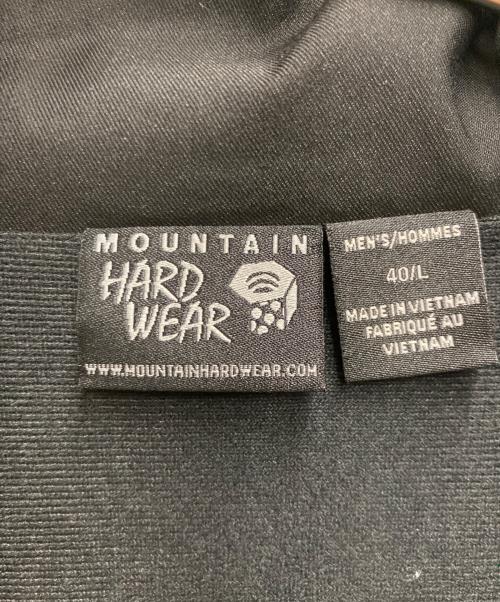 MOUNTAIN
HARD
WEAR
WWW.MOUNTAINHARDWEAR.COM
MEN'S/HOMMES
40/L
MADE IN VIETNAM
FABRIQUÉ AU
VIETNAM